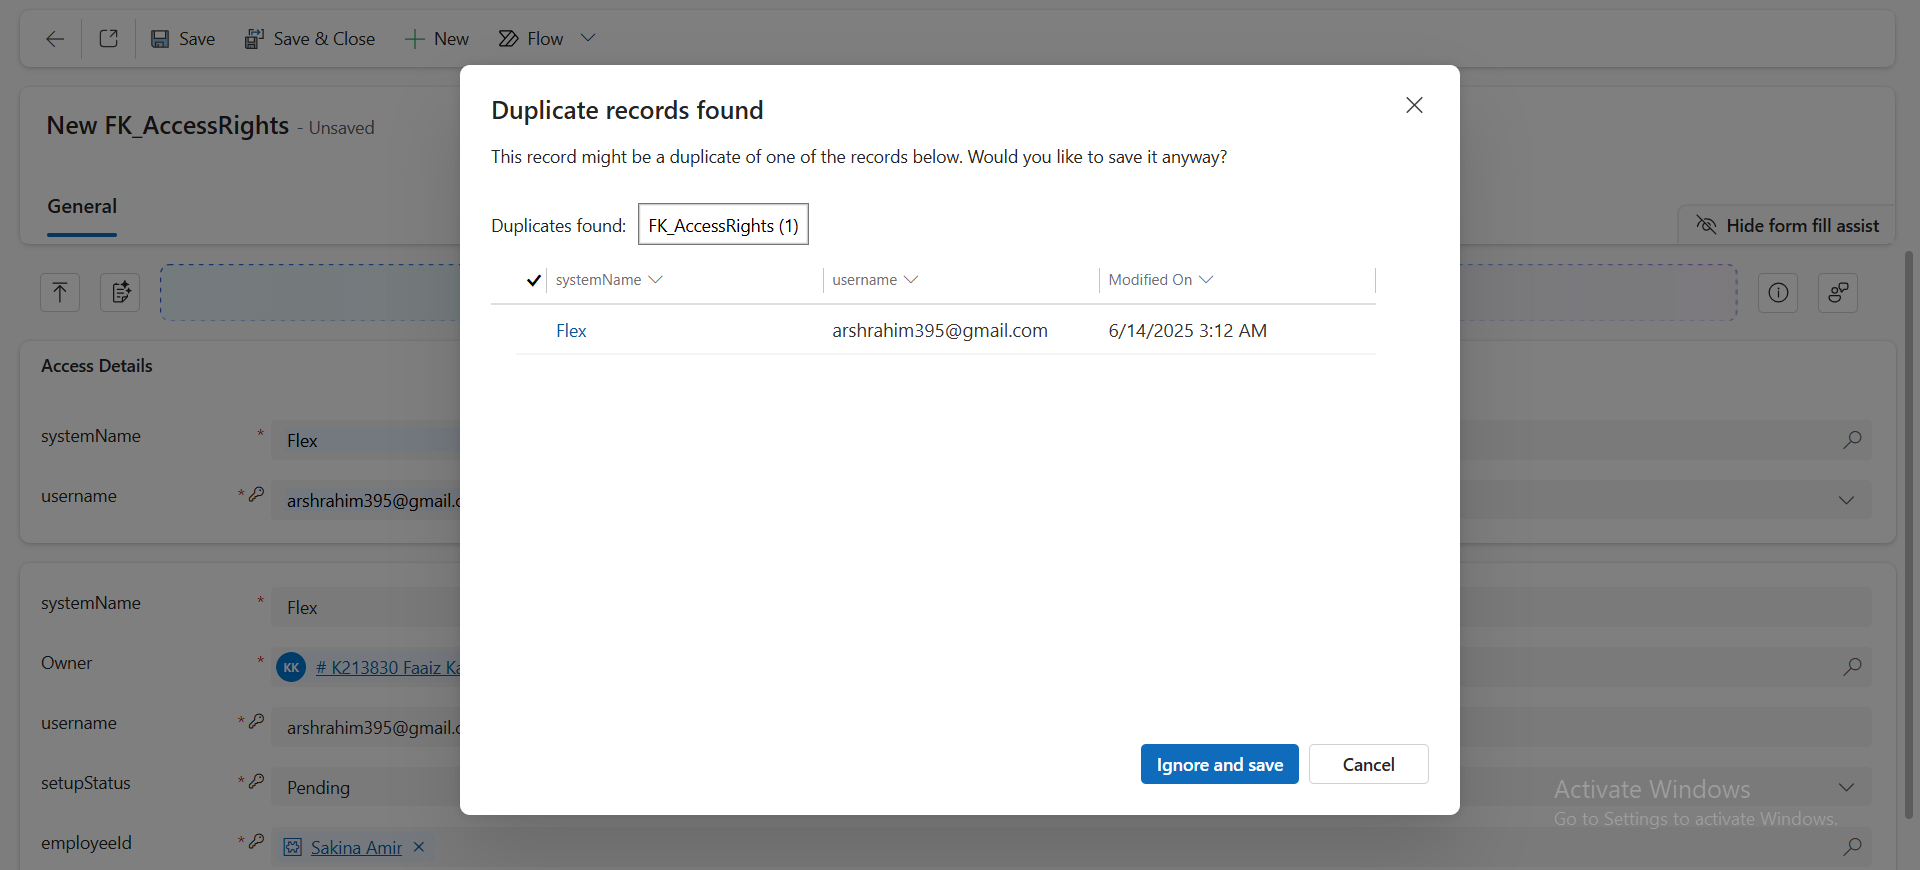 Save
Save & Close
New
Flow
New FK_AccessRights - Unsaved
General
Hide form fill assist
Access Details
systemName * Flex
username * arshrahim395@gmail.c
systemName * Flex
Owner * KK # K213830 Faaiz Ka
username * arshrahim395@gmail.c
setupStatus * Pending
employeeId * Sakina Amir
Duplicate records found
This record might be a duplicate of one of the records below. Would you like to save it anyway?
Duplicates found: FK_AccessRights (1)
systemName username Modified On
Flex arshrahim395@gmail.com 6/14/2025 3:12 AM
Ignore and save Cancel
Activate Windows
Go to Settings to activate Windows.